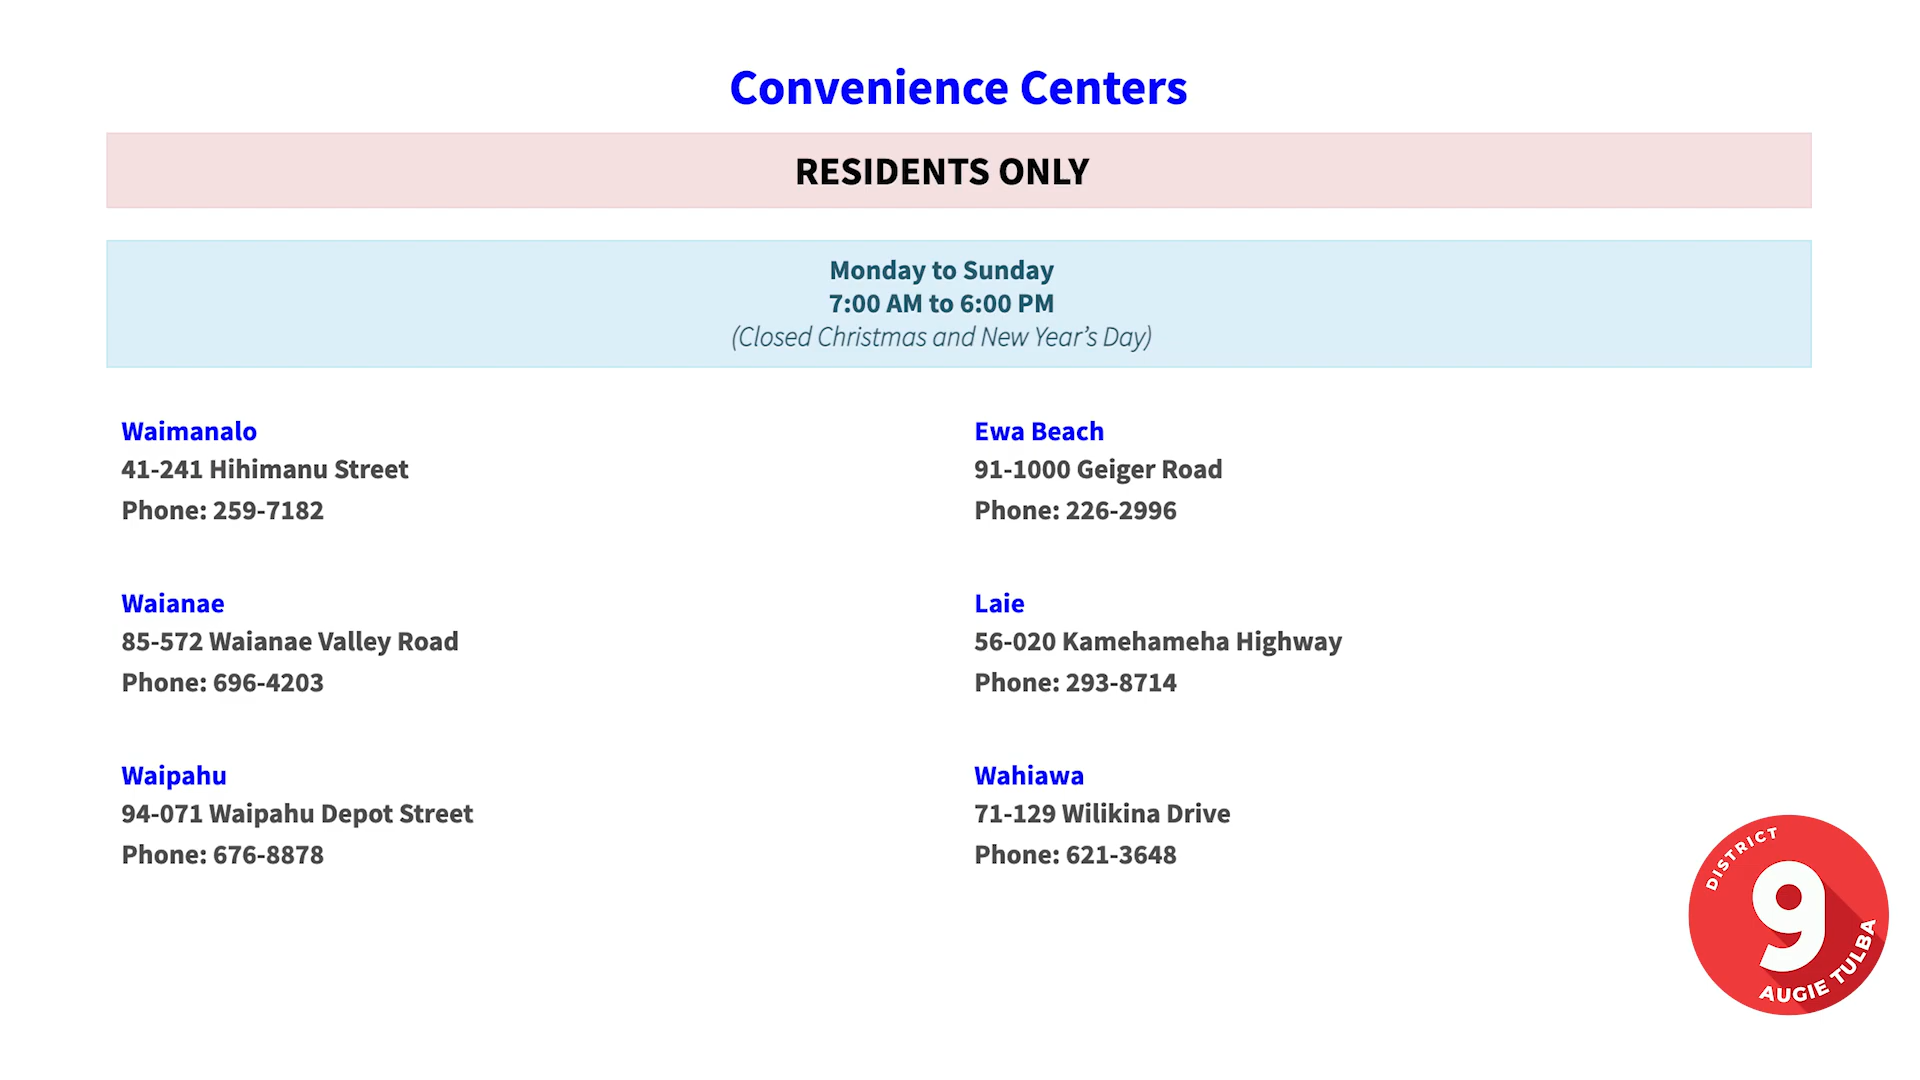 Convenience Centers
RESIDENTS ONLY
Monday to Sunday
7:00 AM to 6:00 PM
(Closed Christmas and New Year’s Day)
Waimanalo
41-241 Hihimanu Street
Phone: 259-7182
Waianae
85-572 Waianae Valley Road
Phone: 696-4203
Waipahu
94-071 Waipahu Depot Street
Phone: 676-8878
Ewa Beach
91-1000 Geiger Road
Phone: 226-2996
Laie
56-020 Kamehameha Highway
Phone: 293-8714
Wahiawa
71-129 Wilikina Drive
Phone: 621-3648
DISTRICT
9
AUGIE TULBA